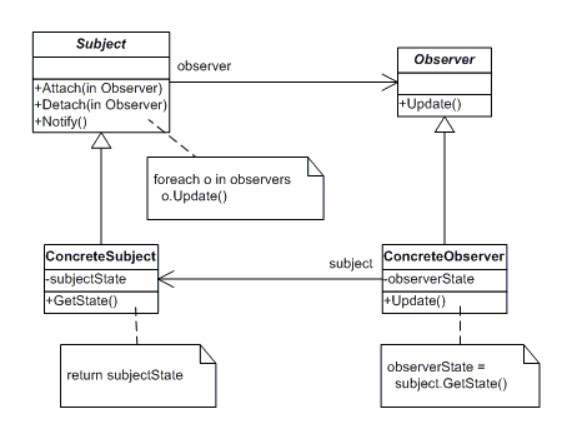 Subject
+Attach(in Observer)
+Detach(in Observer)
+Notify()
observer
Observer
+Update()
foreach o in observers
o.Update()
ConcreteSubject
-subjectState
+GetState()
subject
ConcreteObserver
-observerState
+Update()
return subjectState
observerState =
subject.GetState()